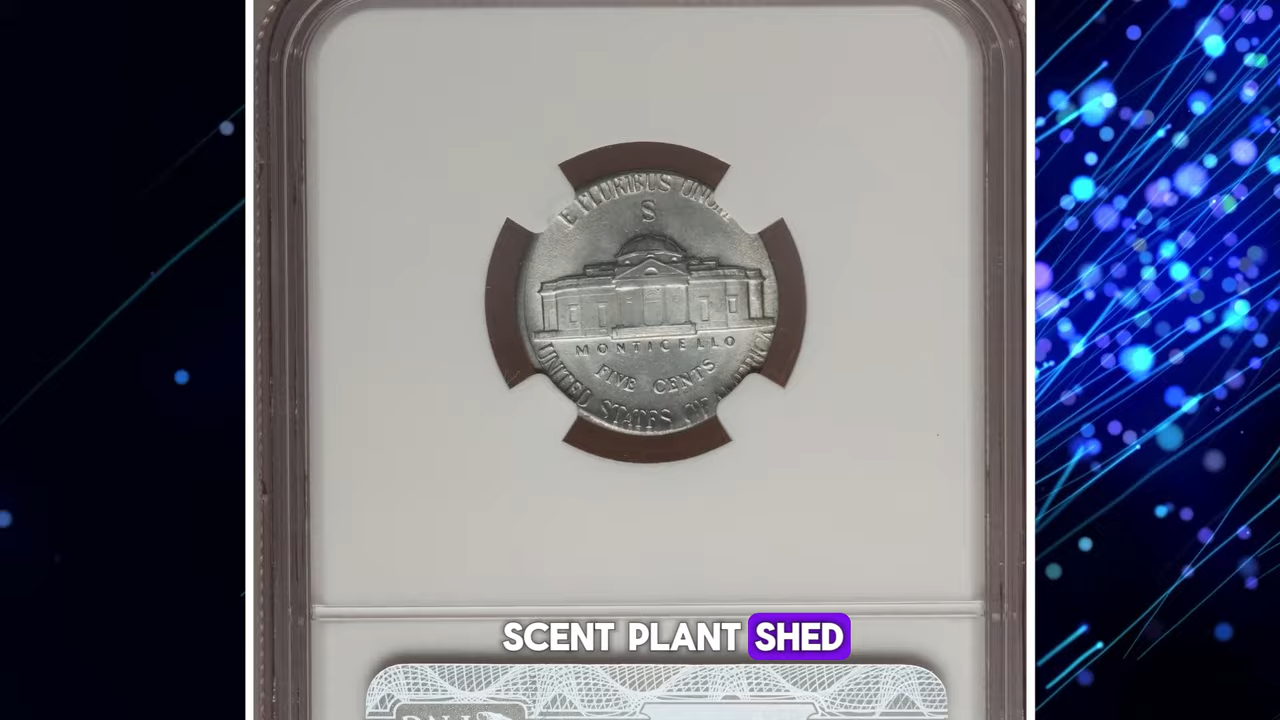 E PLURIBUS UNUM
S
MONTICELLO
FIVE CENTS
UNITED STATES OF AMERICA
SCENT PLANT SHED